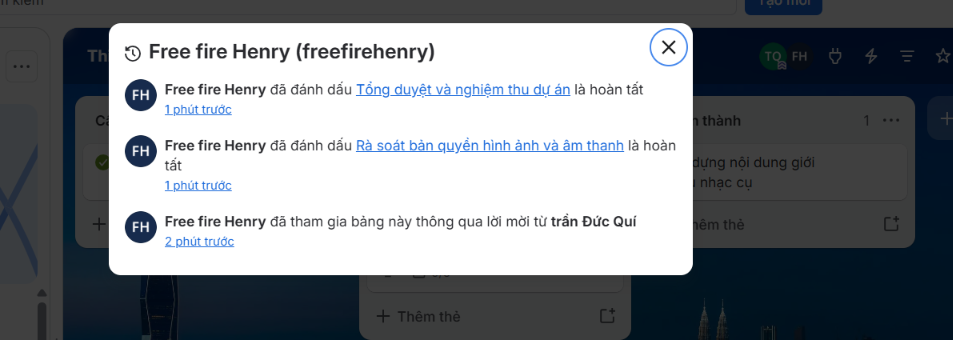 kiếm
Tạo mới
Free fire Henry (freefirehenry)
FH
Free fire Henry đã đánh dấu Tổng duyệt và nghiệm thu dự án là hoàn tất
1 phút trước
FH
Free fire Henry đã đánh dấu Rà soát bản quyền hình ảnh và âm thanh là hoàn
tất
1 phút trước
FH
Free fire Henry đã tham gia bảng này thông qua lời mời từ trần Đức Quí
2 phút trước
TQ
FH
thành
1
dựng nội dung giới
nhạc cụ
Thêm thẻ
Thêm thẻ